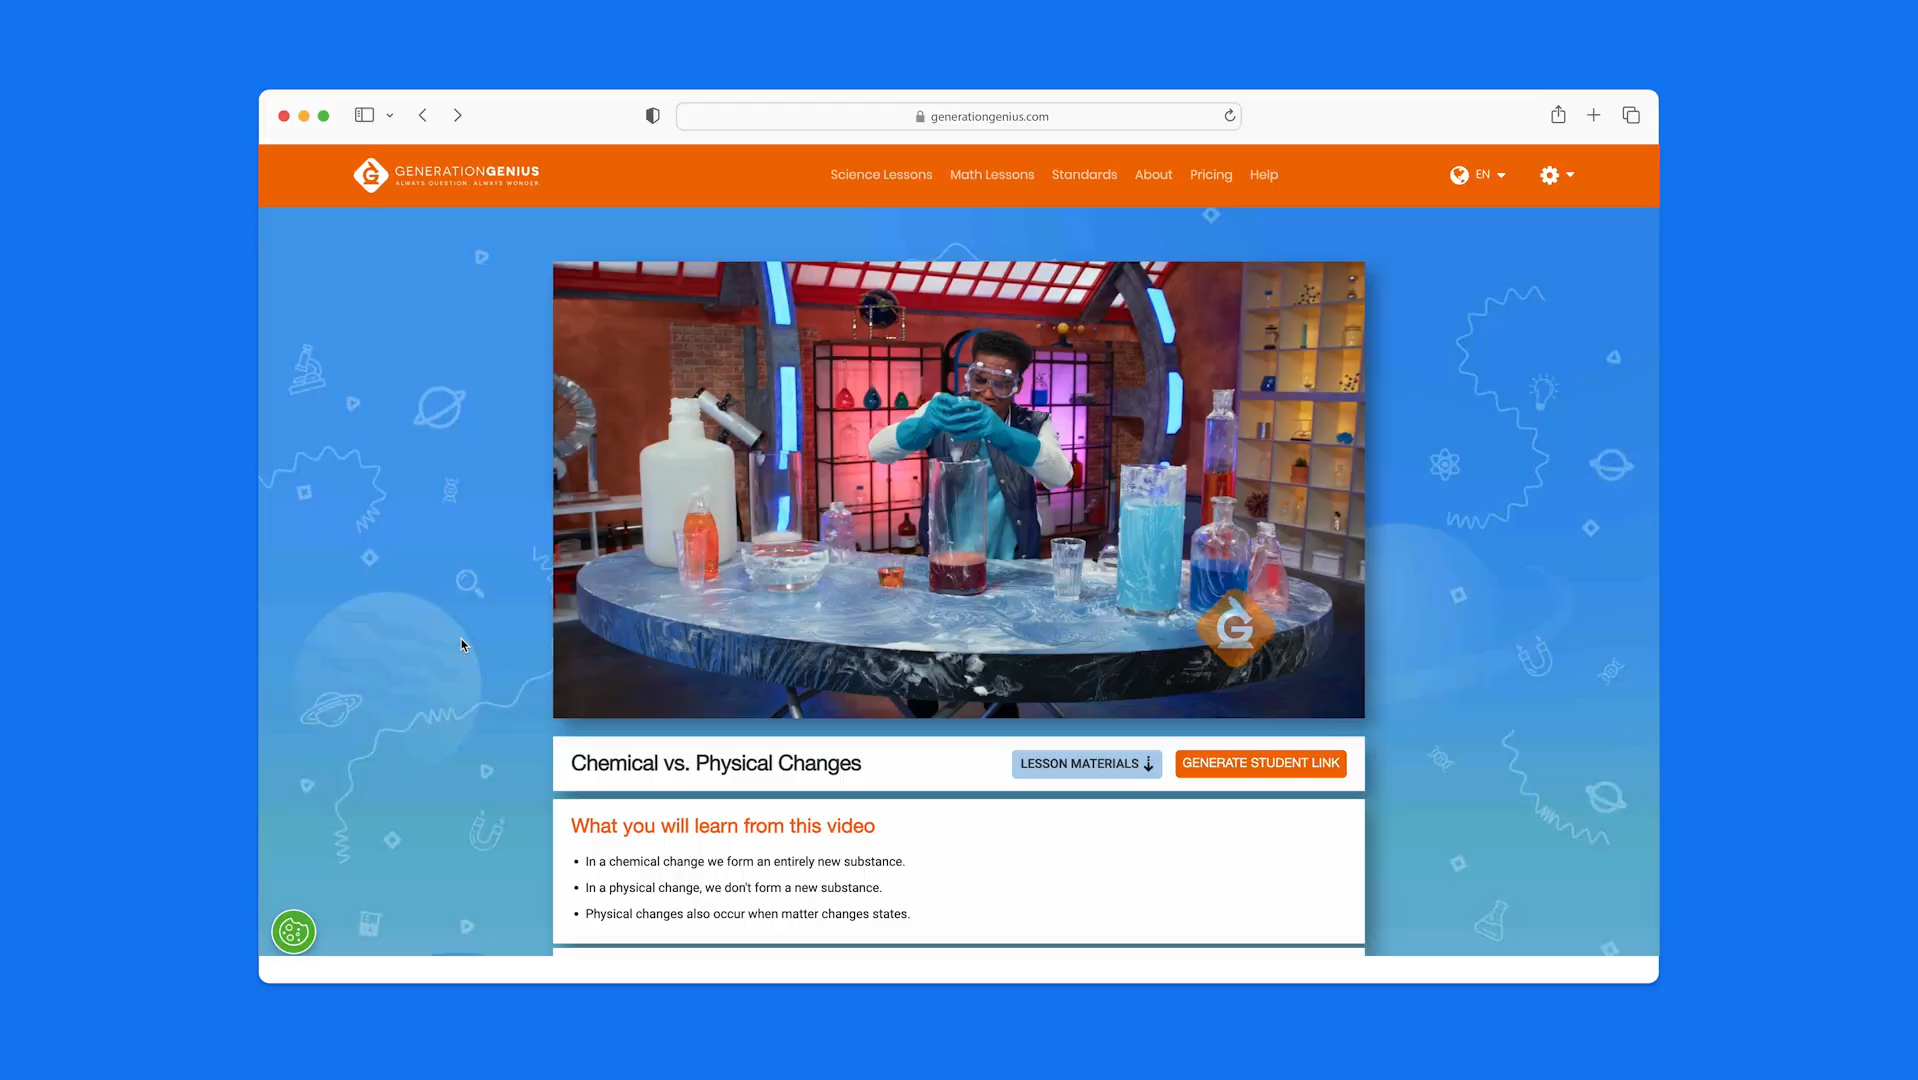 generationgenius.com
GENERATIONGENIUS
ALWAYS QUESTION. ALWAYS WONDER.
Science Lessons Math Lessons Standards About Pricing Help
EN
G
Chemical vs. Physical Changes
LESSON MATERIALS
GENERATE STUDENT LINK
What you will learn from this video
• In a chemical change we form an entirely new substance.
• In a physical change, we don't form a new substance.
• Physical changes also occur when matter changes states.